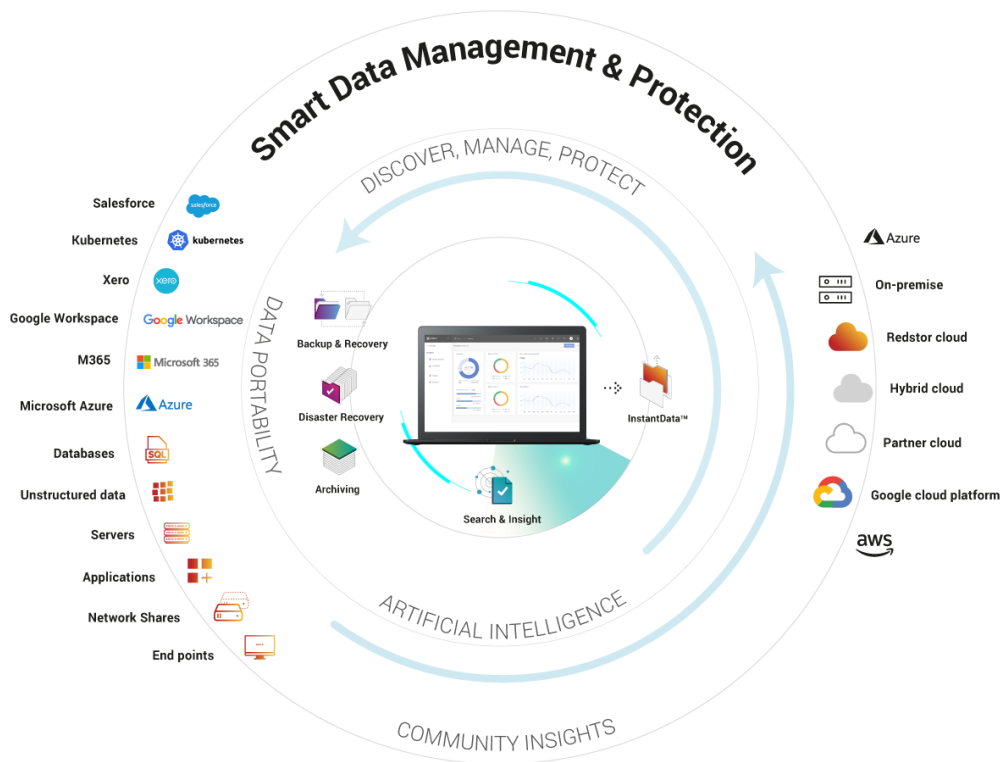 Smart Data Management & Protection
DISCOVER, MANAGE, PROTECT
DATA PORTABILITY
ARTIFICIAL INTELLIGENCE
COMMUNITY INSIGHTS
Salesforce
salesforce
Kubernetes
kubernetes
Xero
xero
Google Workspace
Google Workspace
M365
Microsoft 365
Microsoft Azure
Azure
Databases
SQL
Unstructured data
Servers
Applications
Network Shares
End points
Backup & Recovery
Disaster Recovery
Archiving
Search & Insight
InstantData™
Azure
On-premise
Redstor cloud
Hybrid cloud
Partner cloud
Google cloud platform
aws